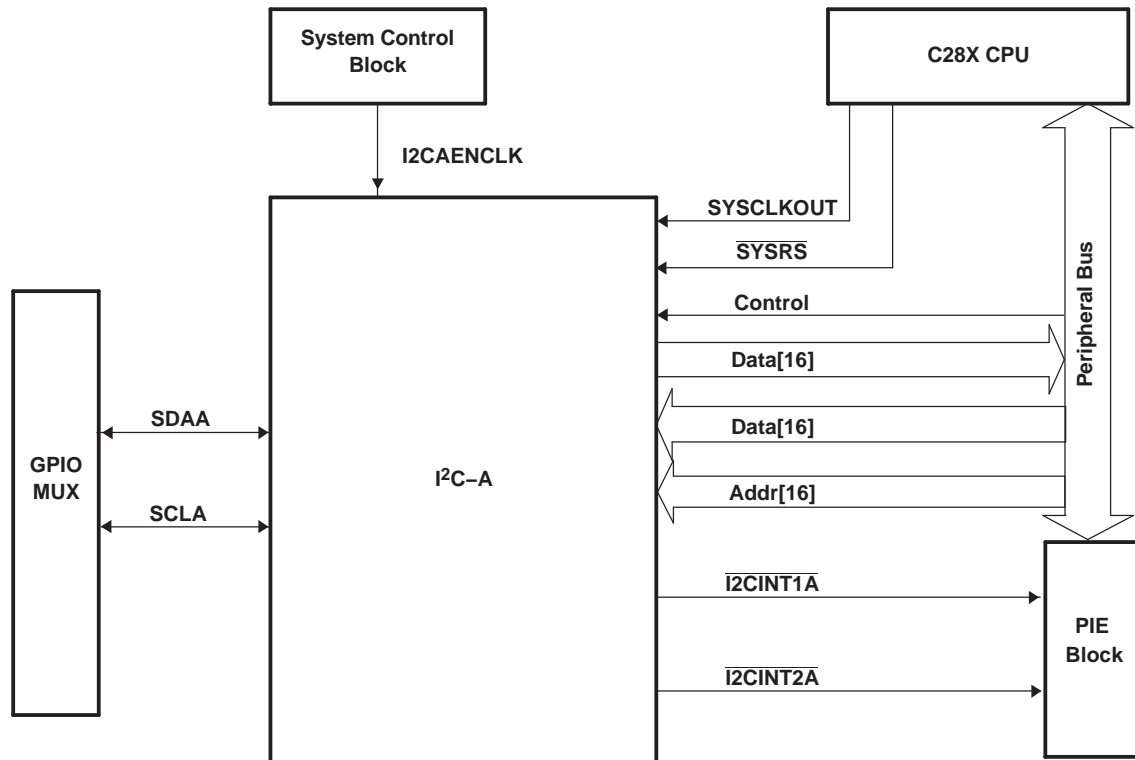 System Control
Block
C28X CPU
I2CAENCLK
SYSCLKOUT
SYSRS
Control
Data[16]
Data[16]
Addr[16]
Peripheral Bus
SDAA
SCLA
GPIO
MUX
I²C−A
I2CINT1A
I2CINT2A
PIE
Block